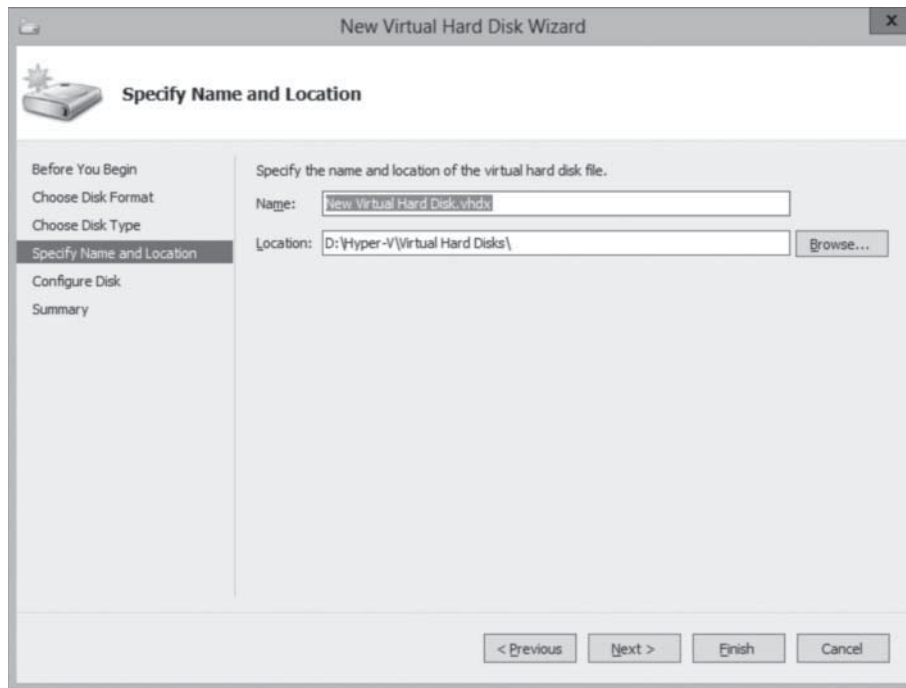 New Virtual Hard Disk Wizard
x
Specify Name and Location
Before You Begin
Choose Disk Format
Choose Disk Type
Specify Name and Location
Configure Disk
Summary
Specify the name and location of the virtual hard disk file.
Name: New Virtual Hard Disk.vhdx
Location: D:\Hyper-V\Virtual Hard Disks\ Browse...
< Previous Next > Finish Cancel